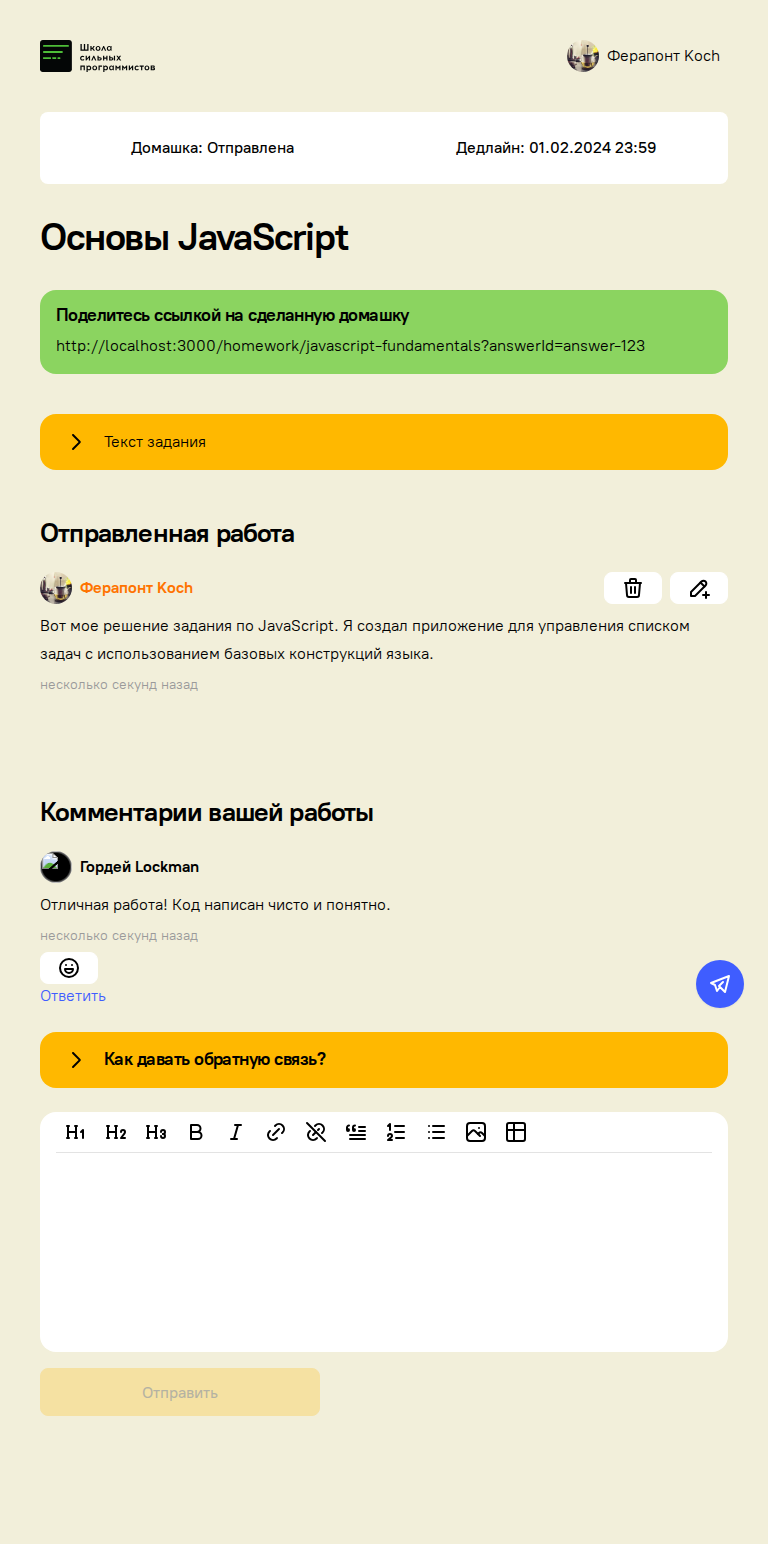 Школа
сильных
программистов
Ферапонт Koch
Домашка: Отправлена
Дедлайн: 01.02.2024 23:59
Основы JavaScript
Поделитесь ссылкой на сделанную домашку
http://localhost:3000/homework/javascript-fundamentals?answerId=answer-123
Текст задания
Отправленная работа
Ферапонт Koch
Вот мое решение задания по JavaScript. Я создал приложение для управления списком
задач с использованием базовых конструкций языка.
несколько секунд назад
Комментарии вашей работы
Гордей Lockman
Отличная работа! Код написан чисто и понятно.
несколько секунд назад
Ответить
Как давать обратную связь?
H1 H2 H3 B I
Отправить